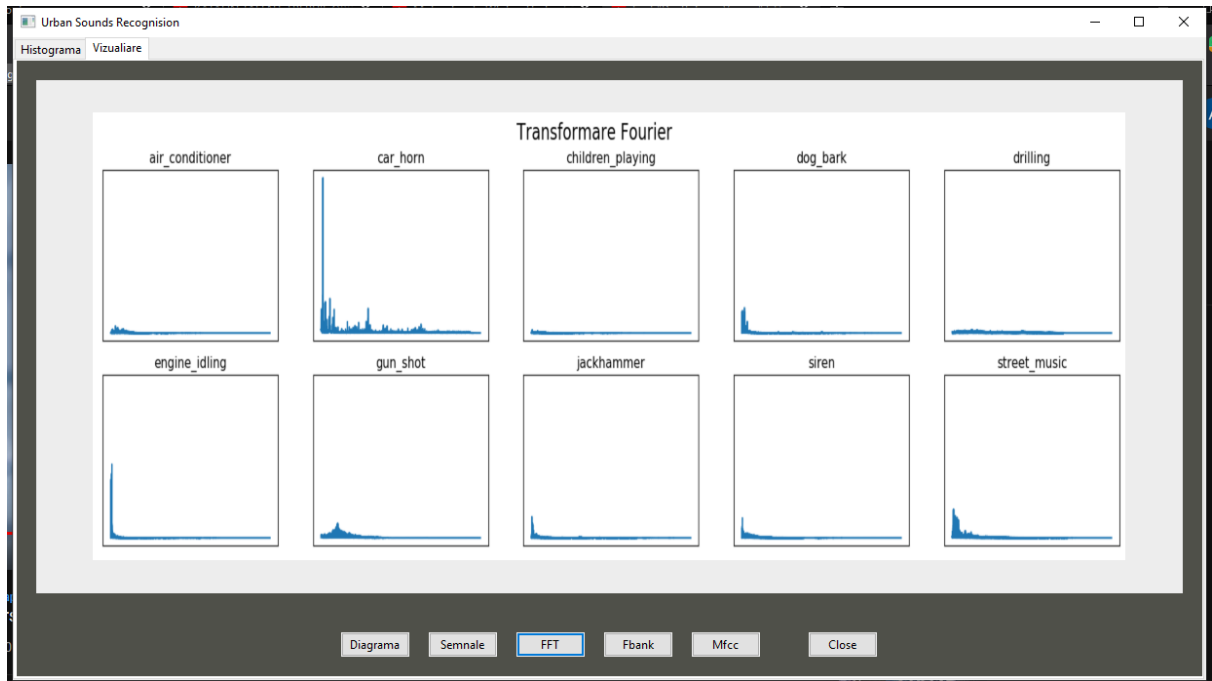 Urban Sounds Recognision
Histograma Vizualiare
Transformare Fourier
air_conditioner car_horn children_playing dog_bark drilling
engine_idling gun_shot jackhammer siren street_music
Diagrama Semnale FFT Fbank Mfcc Close